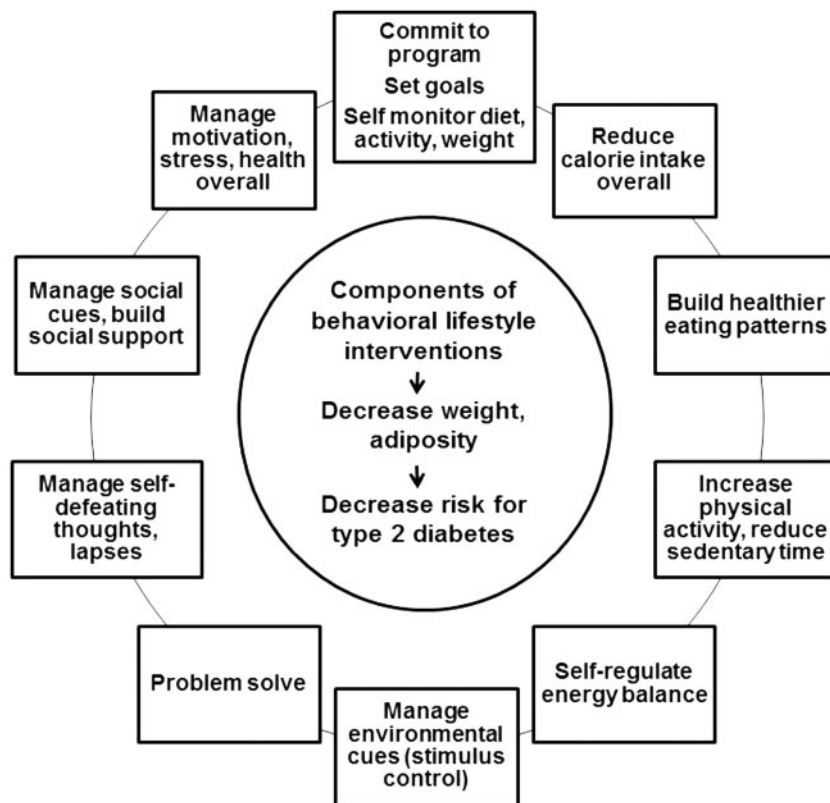 Commit to
program
Set goals
Self monitor diet,
activity, weight
Reduce
calorie intake
overall
Build healthier
eating patterns
Increase
physical
activity, reduce
sedentary time
Self-regulate
energy balance
Manage
environmental
cues (stimulus
control)
Problem solve
Manage self-
defeating
thoughts,
lapses
Manage social
cues, build
social support
Manage
motivation,
stress, health
overall
Components of
behavioral lifestyle
interventions
Decrease weight,
adiposity
Decrease risk for
type 2 diabetes